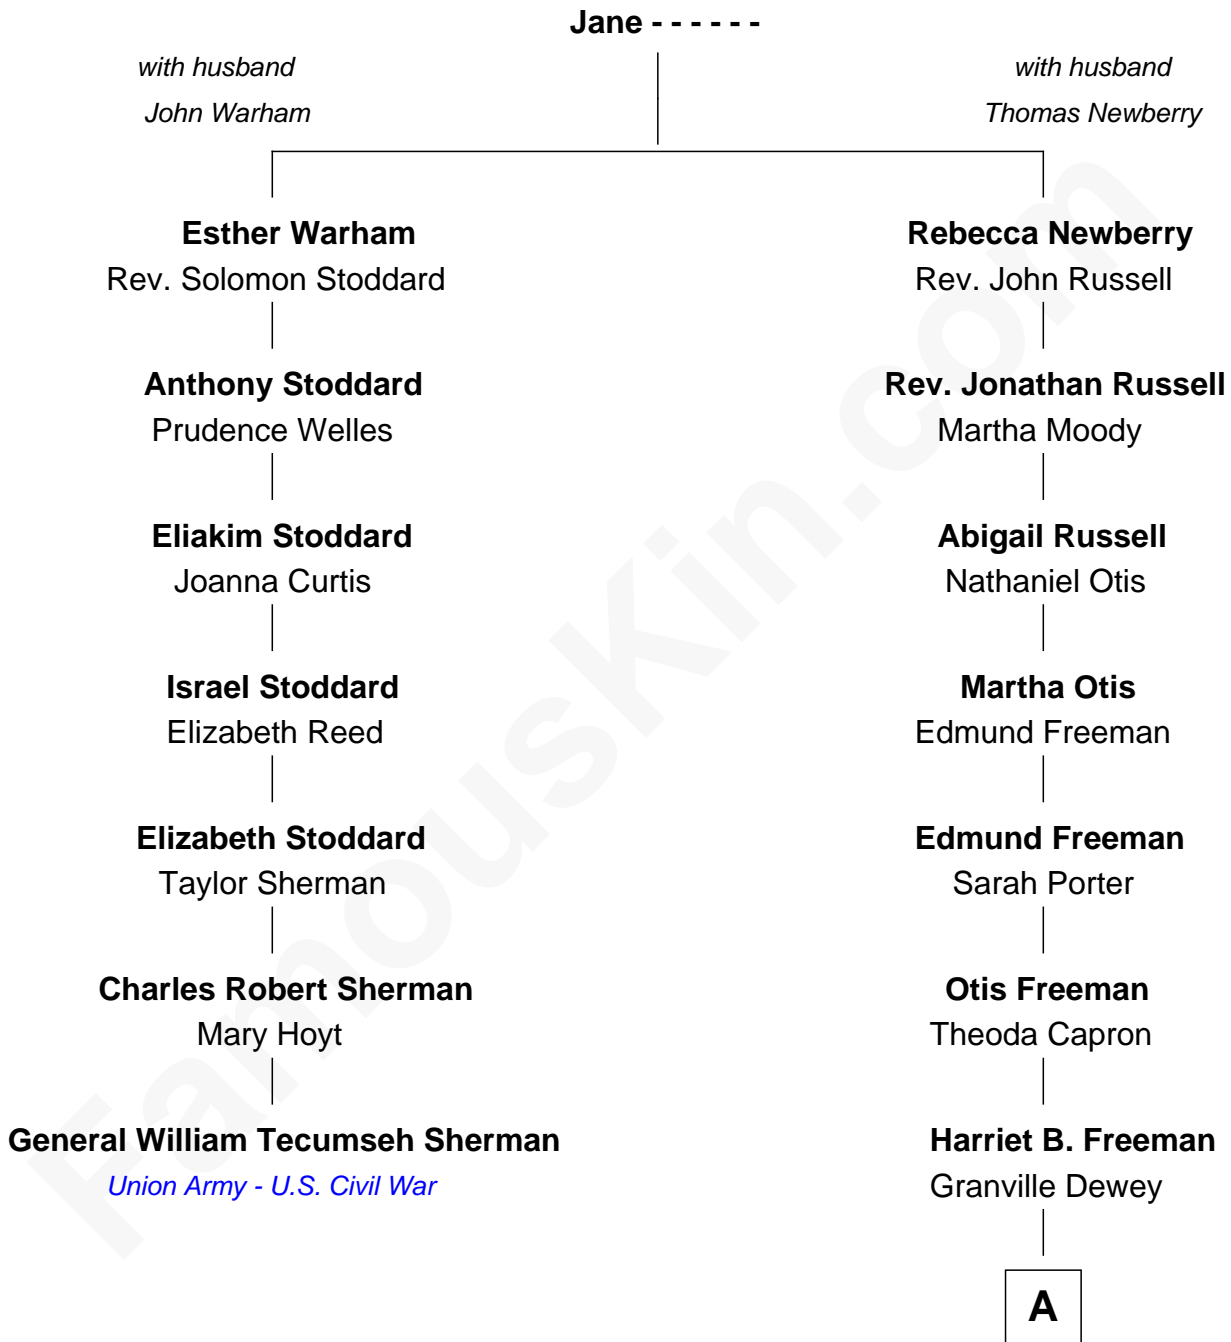 Jane - - - - - -
with husband
John Warham
with husband
Thomas Newberry
Esther Warham
Rev. Solomon Stoddard
Rebecca Newberry
Rev. John Russell
Anthony Stoddard
Prudence Welles
Rev. Jonathan Russell
Martha Moody
Eliakim Stoddard
Joanna Curtis
Abigail Russell
Nathaniel Otis
Israel Stoddard
Elizabeth Reed
Martha Otis
Edmund Freeman
Elizabeth Stoddard
Taylor Sherman
Edmund Freeman
Sarah Porter
Charles Robert Sherman
Mary Hoyt
Otis Freeman
Theoda Capron
General William Tecumseh Sherman
Union Army - U.S. Civil War
Harriet B. Freeman
Granville Dewey
A
FamousKin.com